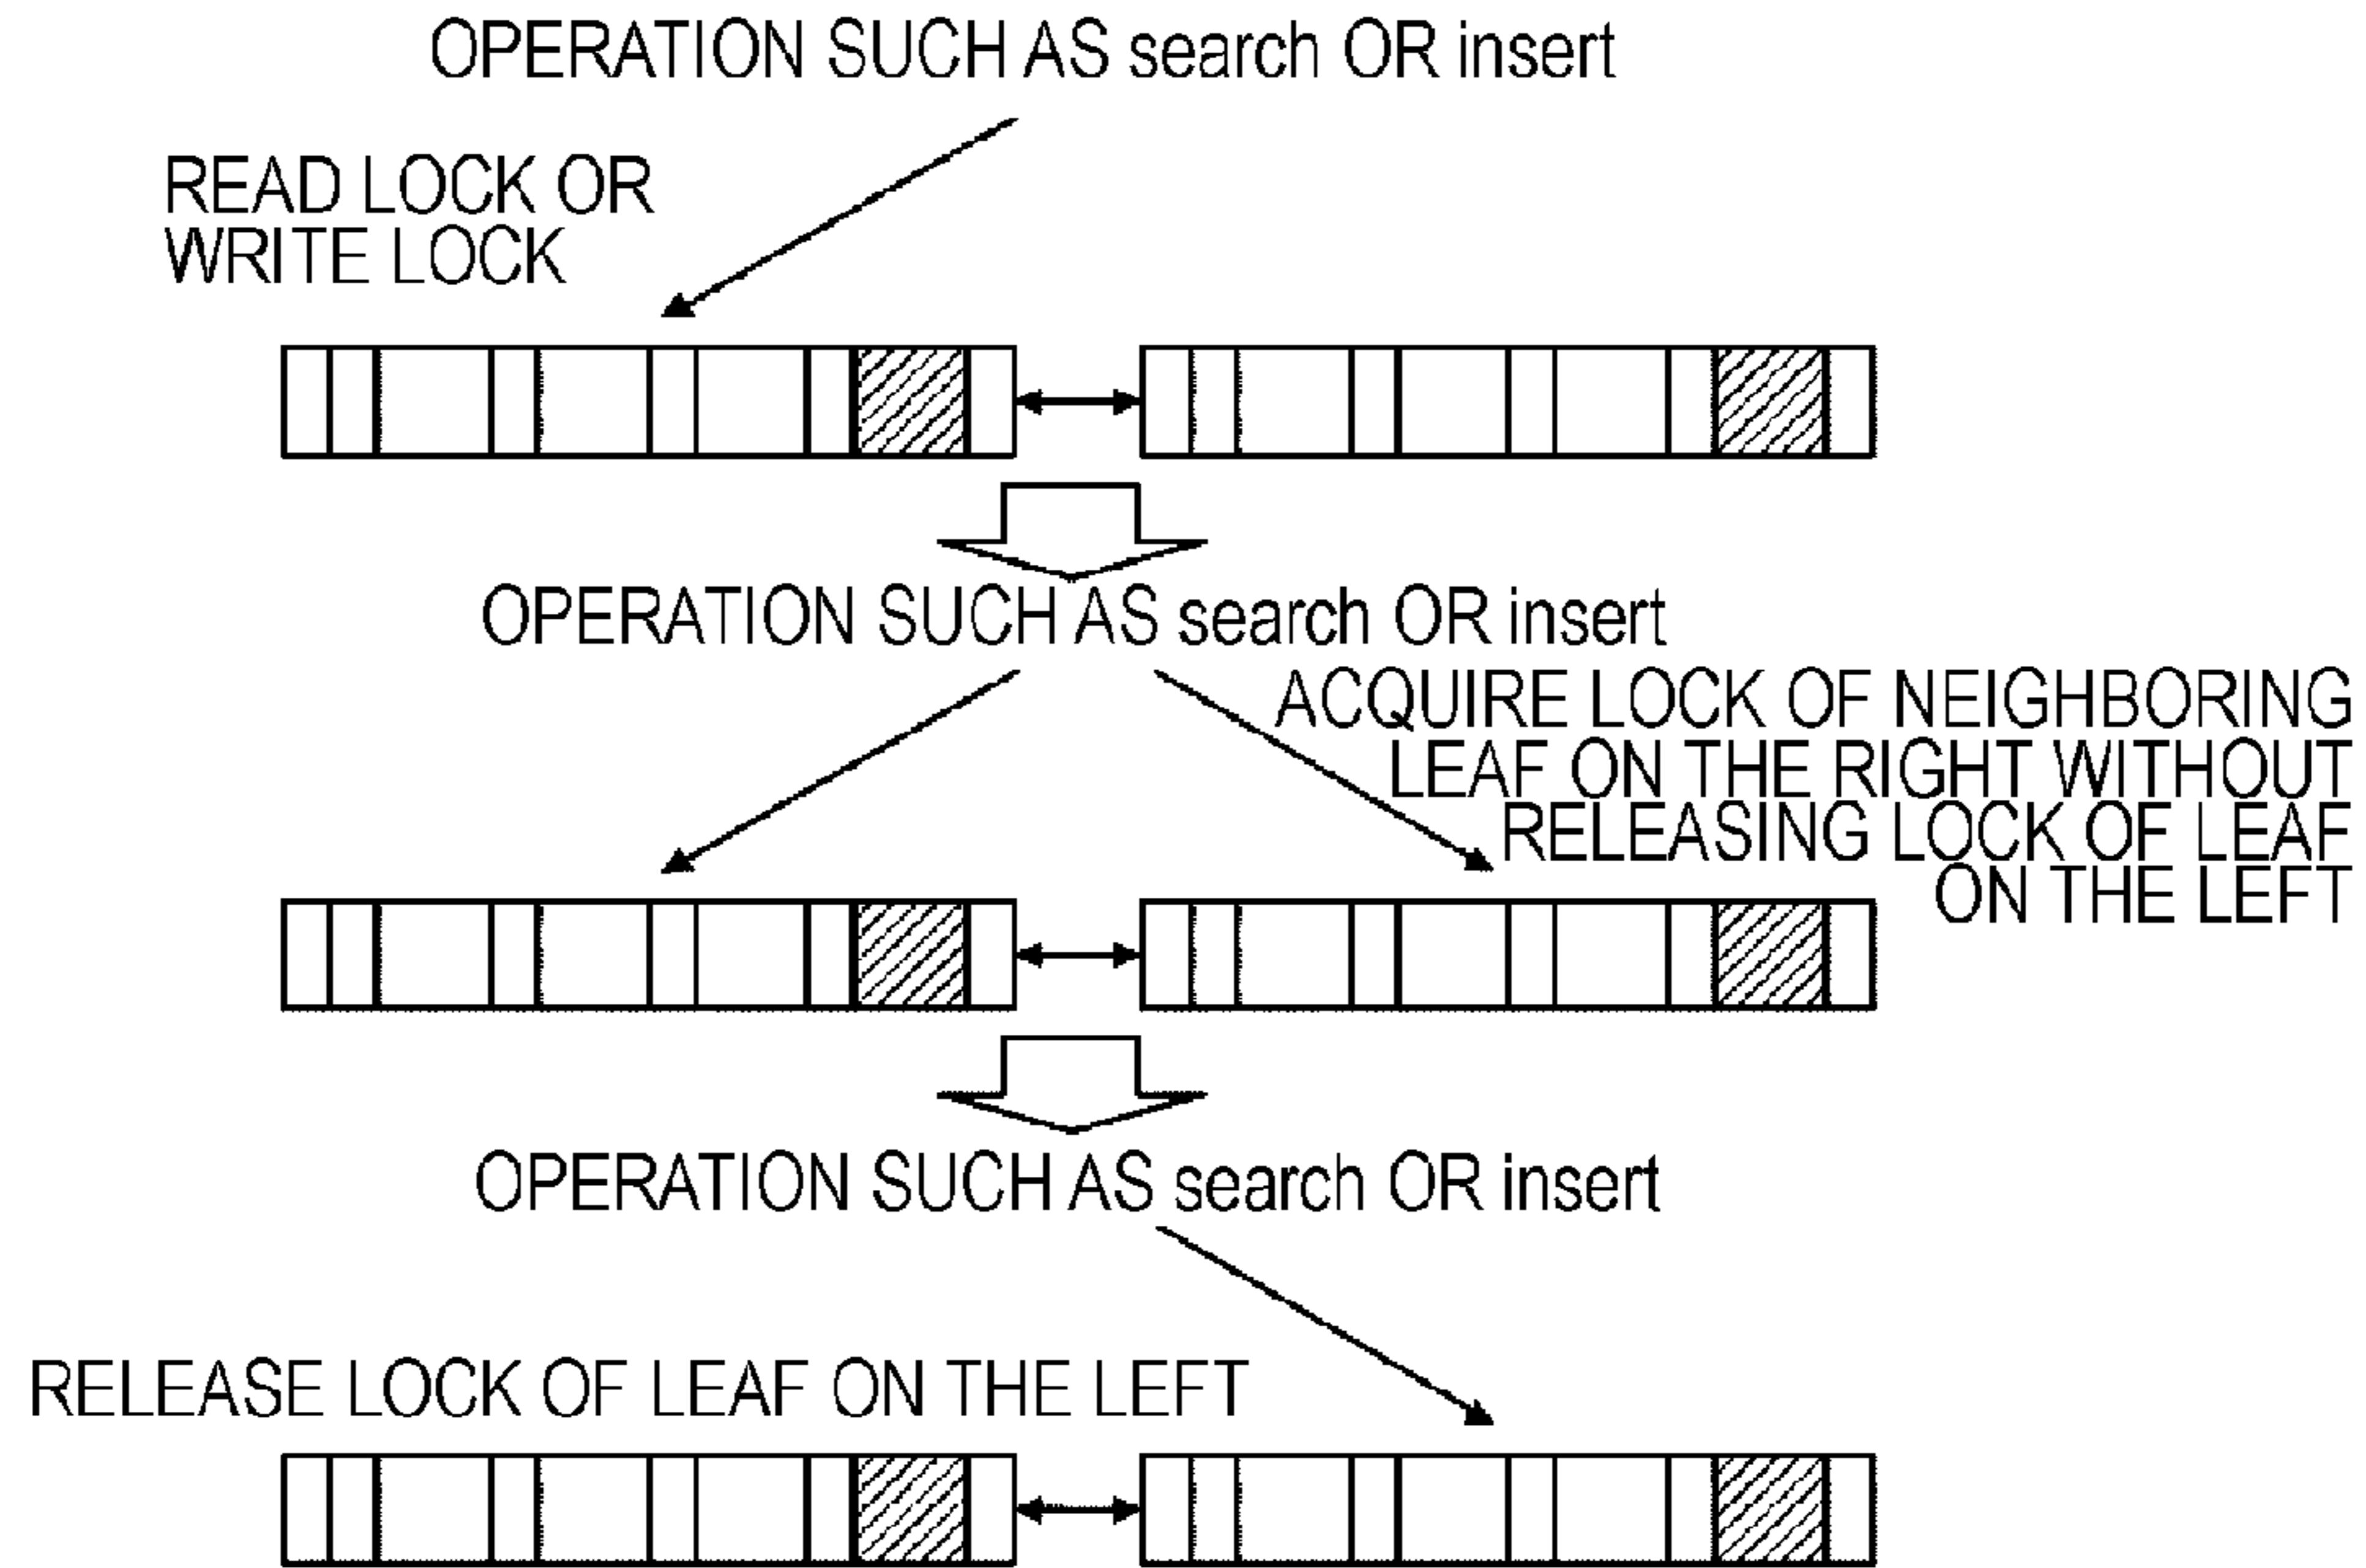 OPERATION SUCH AS search OR insert
READ LOCK OR
WRITE LOCK
OPERATION SUCH AS search OR insert
ACQUIRE LOCK OF NEIGHBORING
LEAF ON THE RIGHT WITHOUT
RELEASING LOCK OF LEAF
ON THE LEFT
OPERATION SUCH AS search OR insert
RELEASE LOCK OF LEAF ON THE LEFT